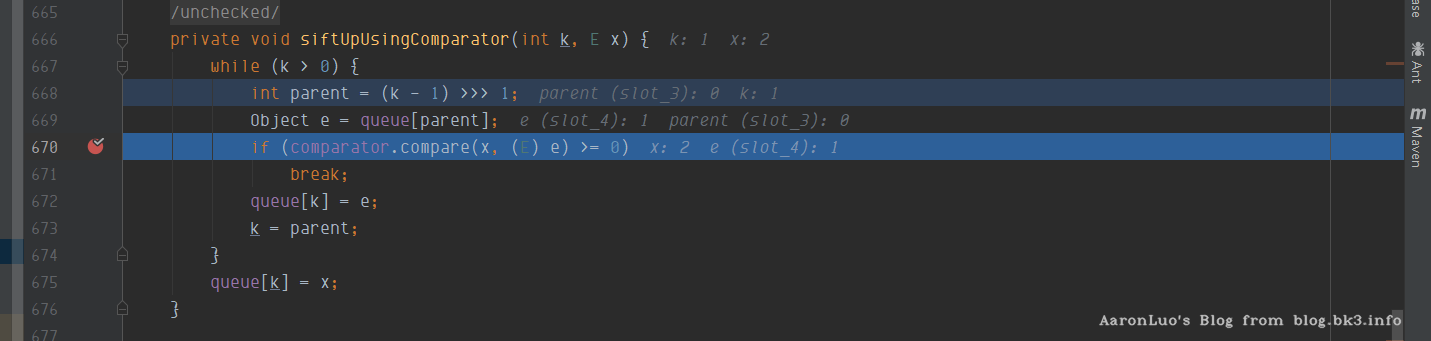 665 /unchecked/
666 private void siftUpUsingComparator(int k, E x) { k: 1 x: 2
667 while (k > 0) {
668 int parent = (k - 1) >>> 1; parent (slot_3): 0 k: 1
669 Object e = queue[parent]; e (slot_4): 1 parent (slot_3): 0
670 if (comparator.compare(x, (E) e) >= 0) x: 2 e (slot_4): 1
671 break;
672 queue[k] = e;
673 k = parent;
674 }
675 queue[k] = x;
676 }
677
ase
Ant
m Maven
AaronLuo's Blog from blog.bk3.info